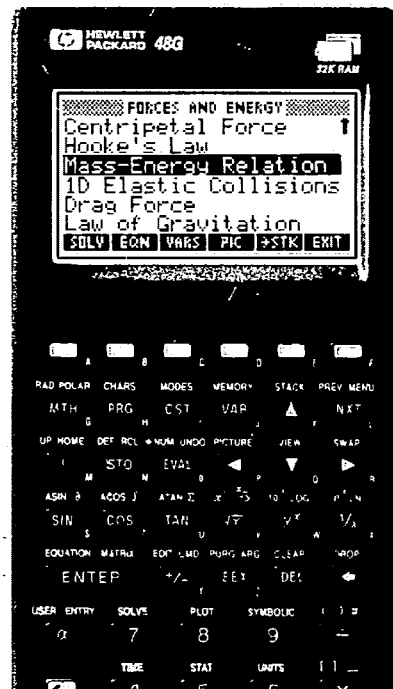 HEWLETT
PACKARD 48G
32K RAM
FORCES AND ENERGY
Centripetal Force
Hooke's Law
Mass-Energy Relation
1D Elastic Collisions
Drag Force
Law of Gravitation
SOLV EQN VARS PIC →STK EXIT
A B C D E F
RAD POLAR CHARS MODES MEMORY STACK PREV MENU
MTH PRG CST VAR ▲ NXT
G H
UP HOME DEF RCL →NUM UNDO PICTURE VIEW SWAP
' STO EVAL ◀ ▼ ▶
M N O P Q R
ASIN ∂ ACOS ∫ ATAN Σ LOG LN
SIN COS TAN √x yˣ 1/x
S U V W X
EQUATION MATRIX EDIT CMD PURG ARG CLEAR DROP
ENTER +/- EEX DEL
Y Z
USER ENTRY SOLVE PLOT SYMBOLIC ( ) #
α 7 8 9 ÷
TIME STAT UNITS [ ] _